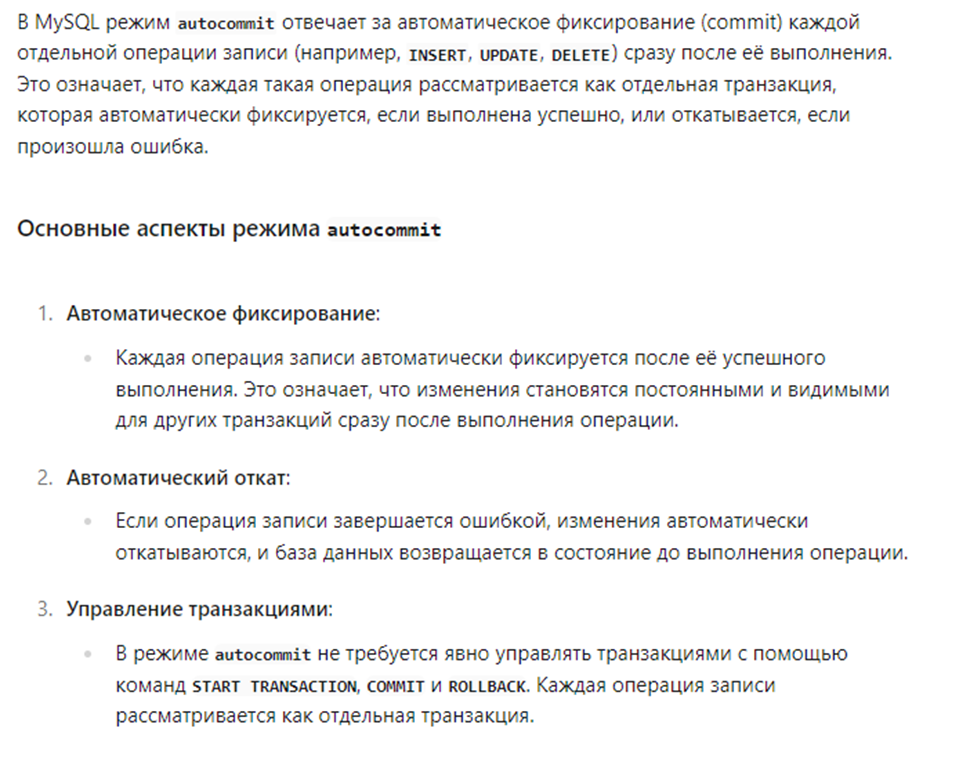 В MySQL режим autocommit отвечает за автоматическое фиксирование (commit) каждой
отдельной операции записи (например, INSERT, UPDATE, DELETE) сразу после её выполнения.
Это означает, что каждая такая операция рассматривается как отдельная транзакция,
которая автоматически фиксируется, если выполнена успешно, или откатывается, если
произошла ошибка.
Основные аспекты режима autocommit
1. Автоматическое фиксирование:
• Каждая операция записи автоматически фиксируется после её успешного
выполнения. Это означает, что изменения становятся постоянными и видимыми
для других транзакций сразу после выполнения операции.
2. Автоматический откат:
• Если операция записи завершается ошибкой, изменения автоматически
откатываются, и база данных возвращается в состояние до выполнения операции.
3. Управление транзакциями:
• В режиме autocommit не требуется явно управлять транзакциями с помощью
команд START TRANSACTION, COMMIT и ROLLBACK. Каждая операция записи
рассматривается как отдельная транзакция.